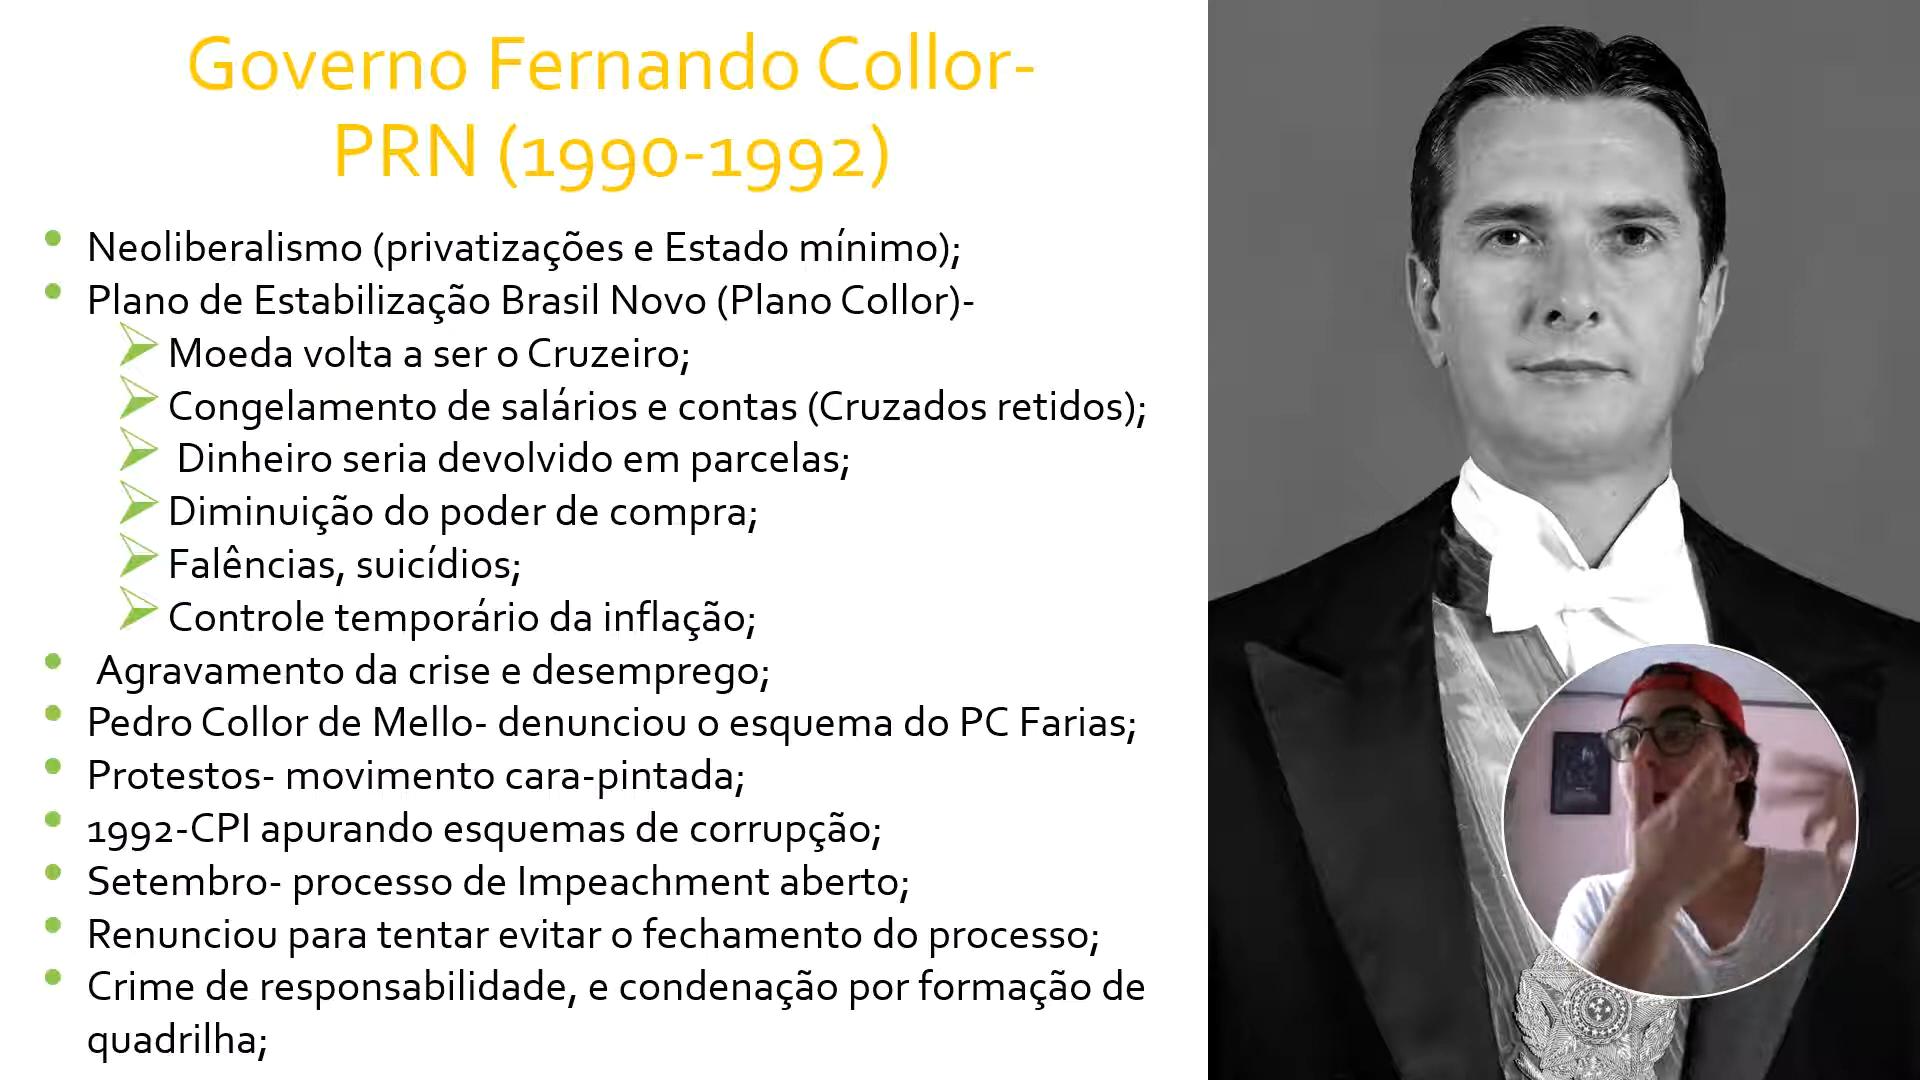 Governo Fernando Collor-
PRN (1990-1992)
Neoliberalismo (privatizações e Estado mínimo);
Plano de Estabilização Brasil Novo (Plano Collor)-
Moeda volta a ser o Cruzeiro;
Congelamento de salários e contas (Cruzados retidos);
Dinheiro seria devolvido em parcelas;
Diminuição do poder de compra;
Falências, suicídios;
Controle temporário da inflação;
Agravamento da crise e desemprego;
Pedro Collor de Mello- denunciou o esquema do PC Farias;
Protestos- movimento cara-pintada;
1992-CPI apurando esquemas de corrupção;
Setembro- processo de Impeachment aberto;
Renunciou para tentar evitar o fechamento do processo;
Crime de responsabilidade, e condenação por formação de
quadrilha;